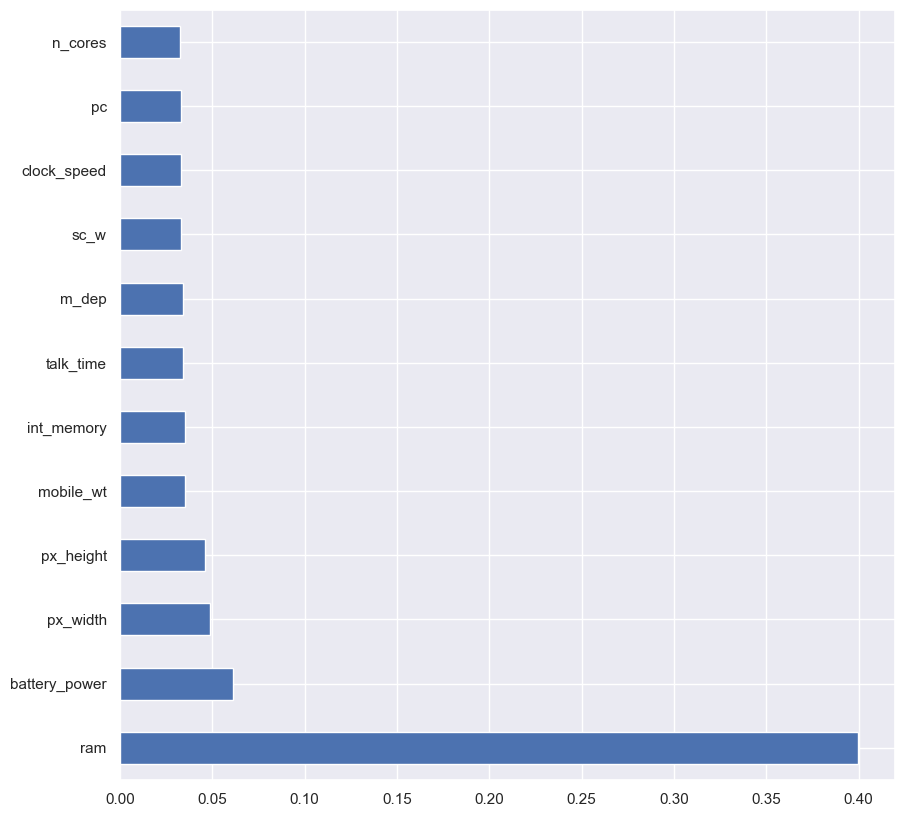 n_cores
pc
clock_speed
sc_w
m_dep
talk_time
int_memory
mobile_wt
px_height
px_width
battery_power
ram
0.00 0.05 0.10 0.15 0.20 0.25 0.30 0.35 0.40